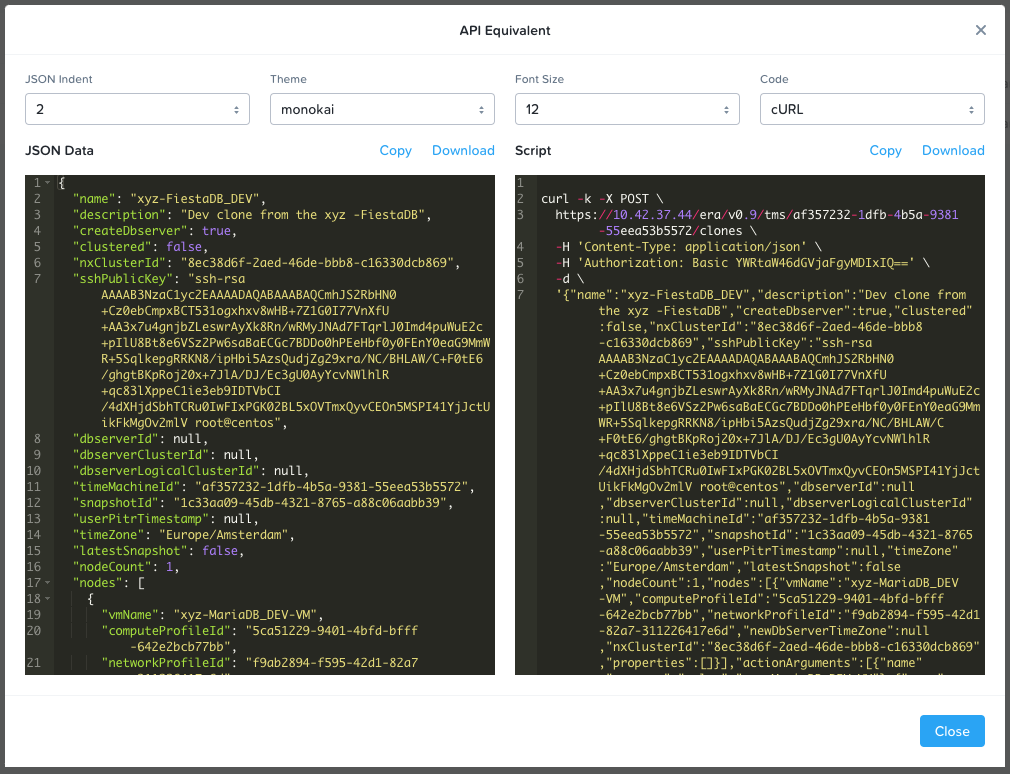 API Equivalent
JSON Indent
Theme
Font Size
Code
2
monokai
12
cURL
JSON Data
Copy
Download
Script
Copy
Download
1 {
2 "name": "xyz-FiestaDB_DEV",
3 "description": "Dev clone from the xyz -FiestaDB",
4 "createDbserver": true,
5 "clustered": false,
6 "nxClusterId": "8ec38d6f-2aed-46de-bbb8-c16330dcb869",
7 "sshPublicKey": "ssh-rsa
AAAAB3NzaC1yc2EAAAADAQABAAABAQCmhJS2RbHN0
+Cz0ebCmpxBCT531ogxhxv8wHB+7Z1G0I77VnXfU
+AA3x7u4gnjbZLeswrAyXk8Rn/wRMyJNAd7FTqrlJ0Imd4puWuE2c
+pIlU8Bt8e6VSz2Pw6saBaECGc7BDDo0hPEeHbf0y0FEnY0eaG9MmW
R+5SqlkepgRRKN8/ipHbi5AzsQudjZg29xra/NC/BHLAW/C+F0tE6
/ghgtBKpRoj20x+7JlA/DJ/Ec3gU0AyYcvNWlhlR
+qc83lXppeC1ie3eb9IDTVbCI
/4dXHjdSbhTCRu0IwFIxPGK0ZBL5xOVTmxQyvCEOn5MSPI41YjJctU
ikFkMgOv2mlV root@centos",
8 "dbserverId": null,
9 "dbserverClusterId": null,
10 "dbserverLogicalClusterId": null,
11 "timeMachineId": "af357232-1dfb-4b5a-9381-55eea53b5572",
12 "snapshotId": "1c33aa09-45db-4321-8765-a88c06aabb39",
13 "userPitrTimestamp": null,
14 "timeZone": "Europe/Amsterdam",
15 "latestSnapshot": false,
16 "nodeCount": 1,
17 "nodes": [
18 {
19 "vmName": "xyz-MariaDB_DEV-VM",
20 "computeProfileId": "5ca51229-9401-4bfd-bfff
-642e2bcb77bb",
21 "networkProfileId": "f9ab2894-f595-42d1-82a7
1
2 curl -k -X POST \
3 https://10.42.37.44/era/v0.9/tms/af357232-1dfb-4b5a-9381
-55eea53b5572/clones \
4 -H 'Content-Type: application/json' \
5 -H 'Authorization: Basic YWRtaW46dGVjaFgyMDIxIQ==' \
6 -d \
7 '{"name":"xyz-FiestaDB_DEV","description":"Dev clone from
the xyz -FiestaDB","createDbserver":true,"clustered"
:false,"nxClusterId":"8ec38d6f-2aed-46de-bbb8
-c16330dcb869","sshPublicKey":"ssh-rsa
AAAAB3NzaC1yc2EAAAADAQABAAABAQCmhJS2RbHN0
+Cz0ebCmpxBCT531ogxhxv8wHB+7Z1G0I77VnXfU
+AA3x7u4gnjbZLeswrAyXk8Rn/wRMyJNAd7FTqrlJ0Imd4puWuE2c
+pIlU8Bt8e6VSz2Pw6saBaECGc7BDDo0hPEeHbf0y0FEnY0eaG9Mm
WR+5SqlkepgRRKN8/ipHbi5AzsQudjZg29xra/NC/BHLAW/C
+F0tE6/ghgtBKpRoj20x+7JlA/DJ/Ec3gU0AyYcvNWlhlR
+qc83lXppeC1ie3eb9IDTVbCI
/4dXHjdSbhTCRu0IwFIxPGK0ZBL5xOVTmxQyvCEOn5MSPI41YjJct
UikFkMgOv2mlV root@centos","dbserverId":null
,"dbserverClusterId":null,"dbserverLogicalClusterId"
:null,"timeMachineId":"af357232-1dfb-4b5a-9381
-55eea53b5572","snapshotId":"1c33aa09-45db-4321-8765
-a88c06aabb39","userPitrTimestamp":null,"timeZone"
:"Europe/Amsterdam","latestSnapshot":false
,"nodeCount":1,"nodes":[{"vmName":"xyz-MariaDB_DEV
-VM","computeProfileId":"5ca51229-9401-4bfd-bfff
-642e2bcb77bb","networkProfileId":"f9ab2894-f595-42d1
-82a7-311226417e6d","newDbServerTimeZone":null
,"nxClusterId":"8ec38d6f-2aed-46de-bbb8-c16330dcb869"
,"properties":[]}],"actionArguments":[{"name"
Close